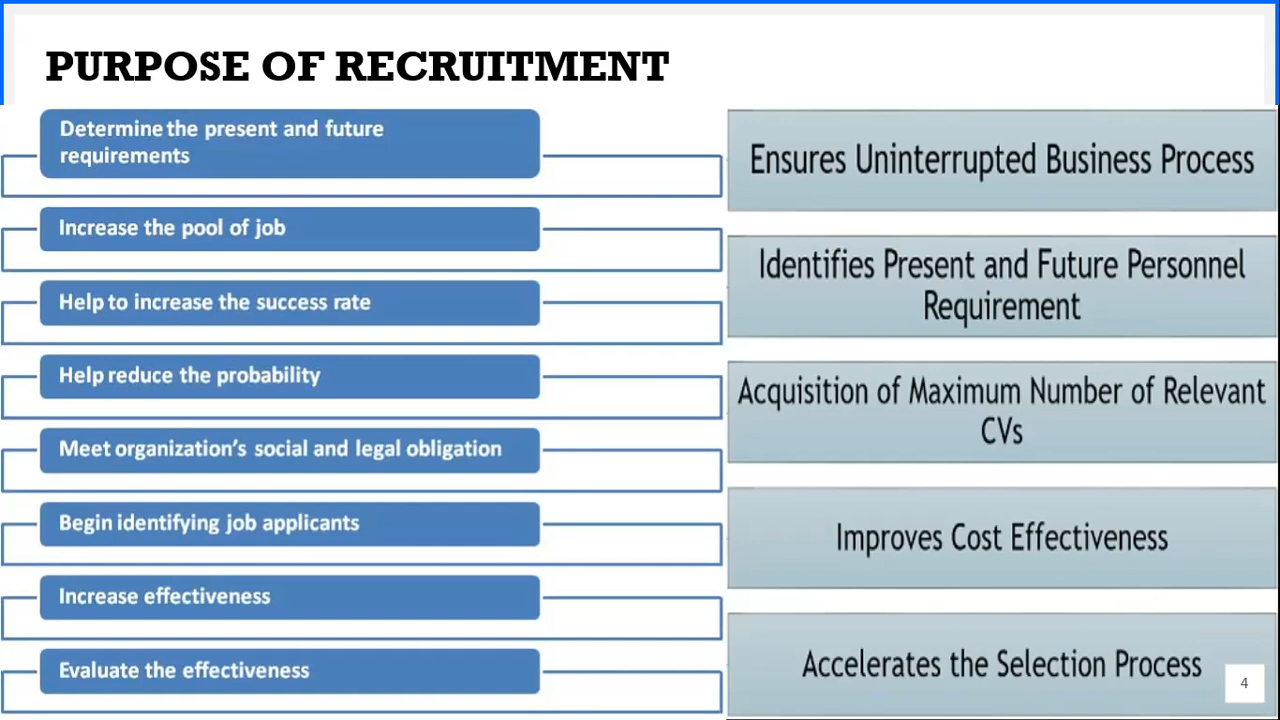 PURPOSE OF RECRUITMENT
Determine the present and future
requirements
Increase the pool of job
Help to increase the success rate
Help reduce the probability
Meet organization's social and legal obligation
Begin identifying job applicants
Increase effectiveness
Evaluate the effectiveness
Ensures Uninterrupted Business Process
Identifies Present and Future Personnel
Requirement
Acquisition of Maximum Number of Relevant
CVs
Improves Cost Effectiveness
Accelerates the Selection Process
4